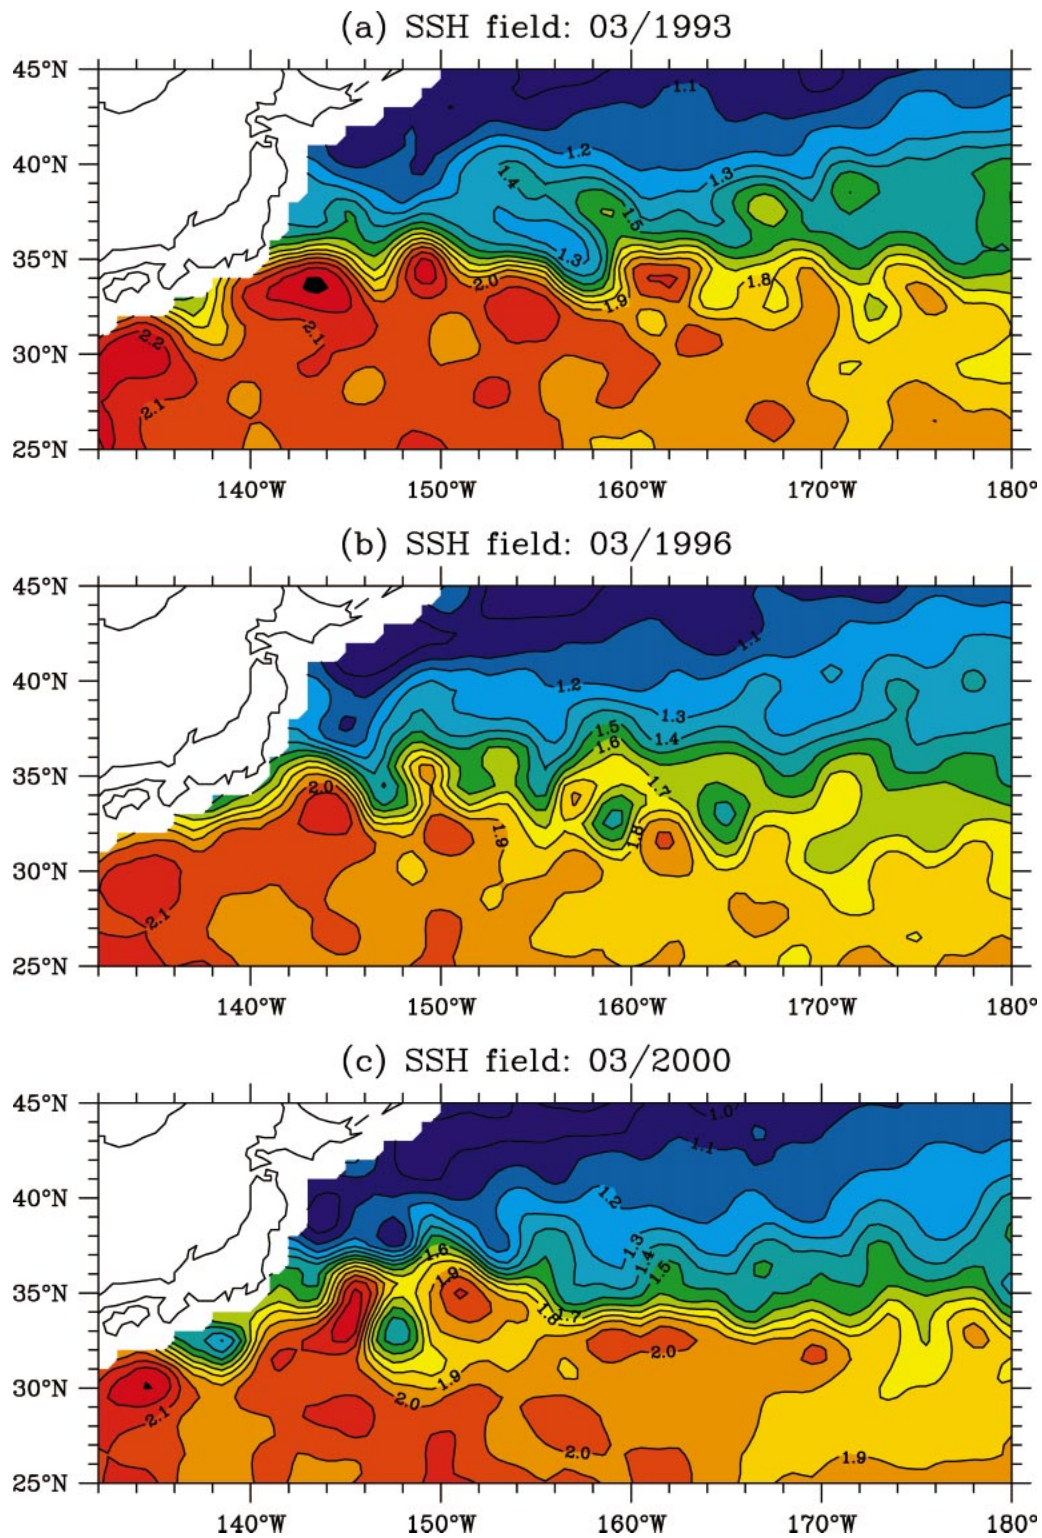 (a) SSH field: 03/1993
45°N
1.1
40°N
1.2
1.4
1.3
1.5
35°N
1.3
2.0
1.8
1.9
2.2
2.1
30°N
2.1
25°N
140°W 150°W 160°W 170°W 180°
(b) SSH field: 03/1996
45°N
1.1
40°N
1.2
1.3
1.5
1.4
1.6
35°N
2.0
1.7
1.9
1.8
30°N
2.1
25°N
140°W 150°W 160°W 170°W 180°
(c) SSH field: 03/2000
45°N
1.0
1.1
40°N
1.2
1.3
1.6
1.4
1.9
1.5
35°N
1.8
1.7
2.0
30°N
1.9
2.0
2.1
2.0
1.9
25°N
140°W 150°W 160°W 170°W 180°